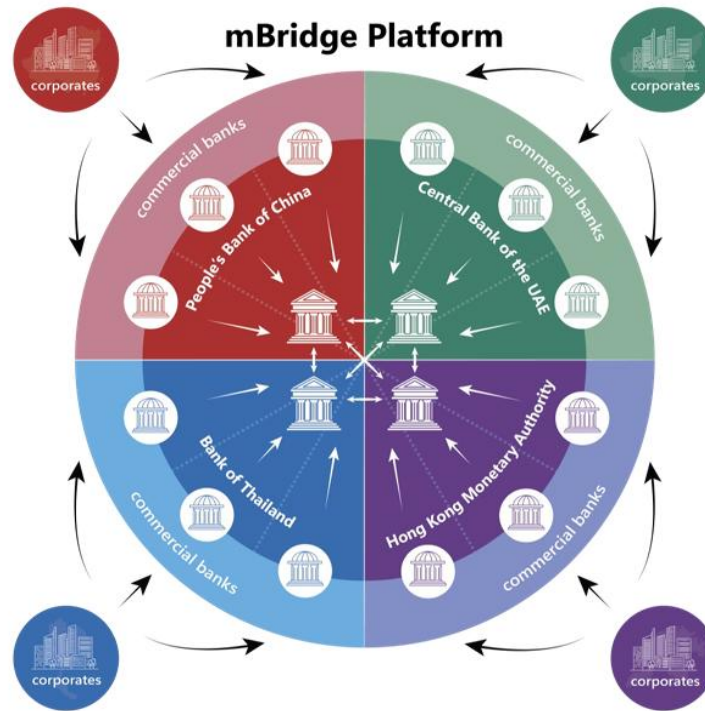 mBridge Platform
corporates
corporates
commercial banks
commercial banks
People's Bank of China
Central Bank of the UAE
Bank of Thailand
Hong Kong Monetary Authority
commercial banks
commercial banks
corporates
corporates